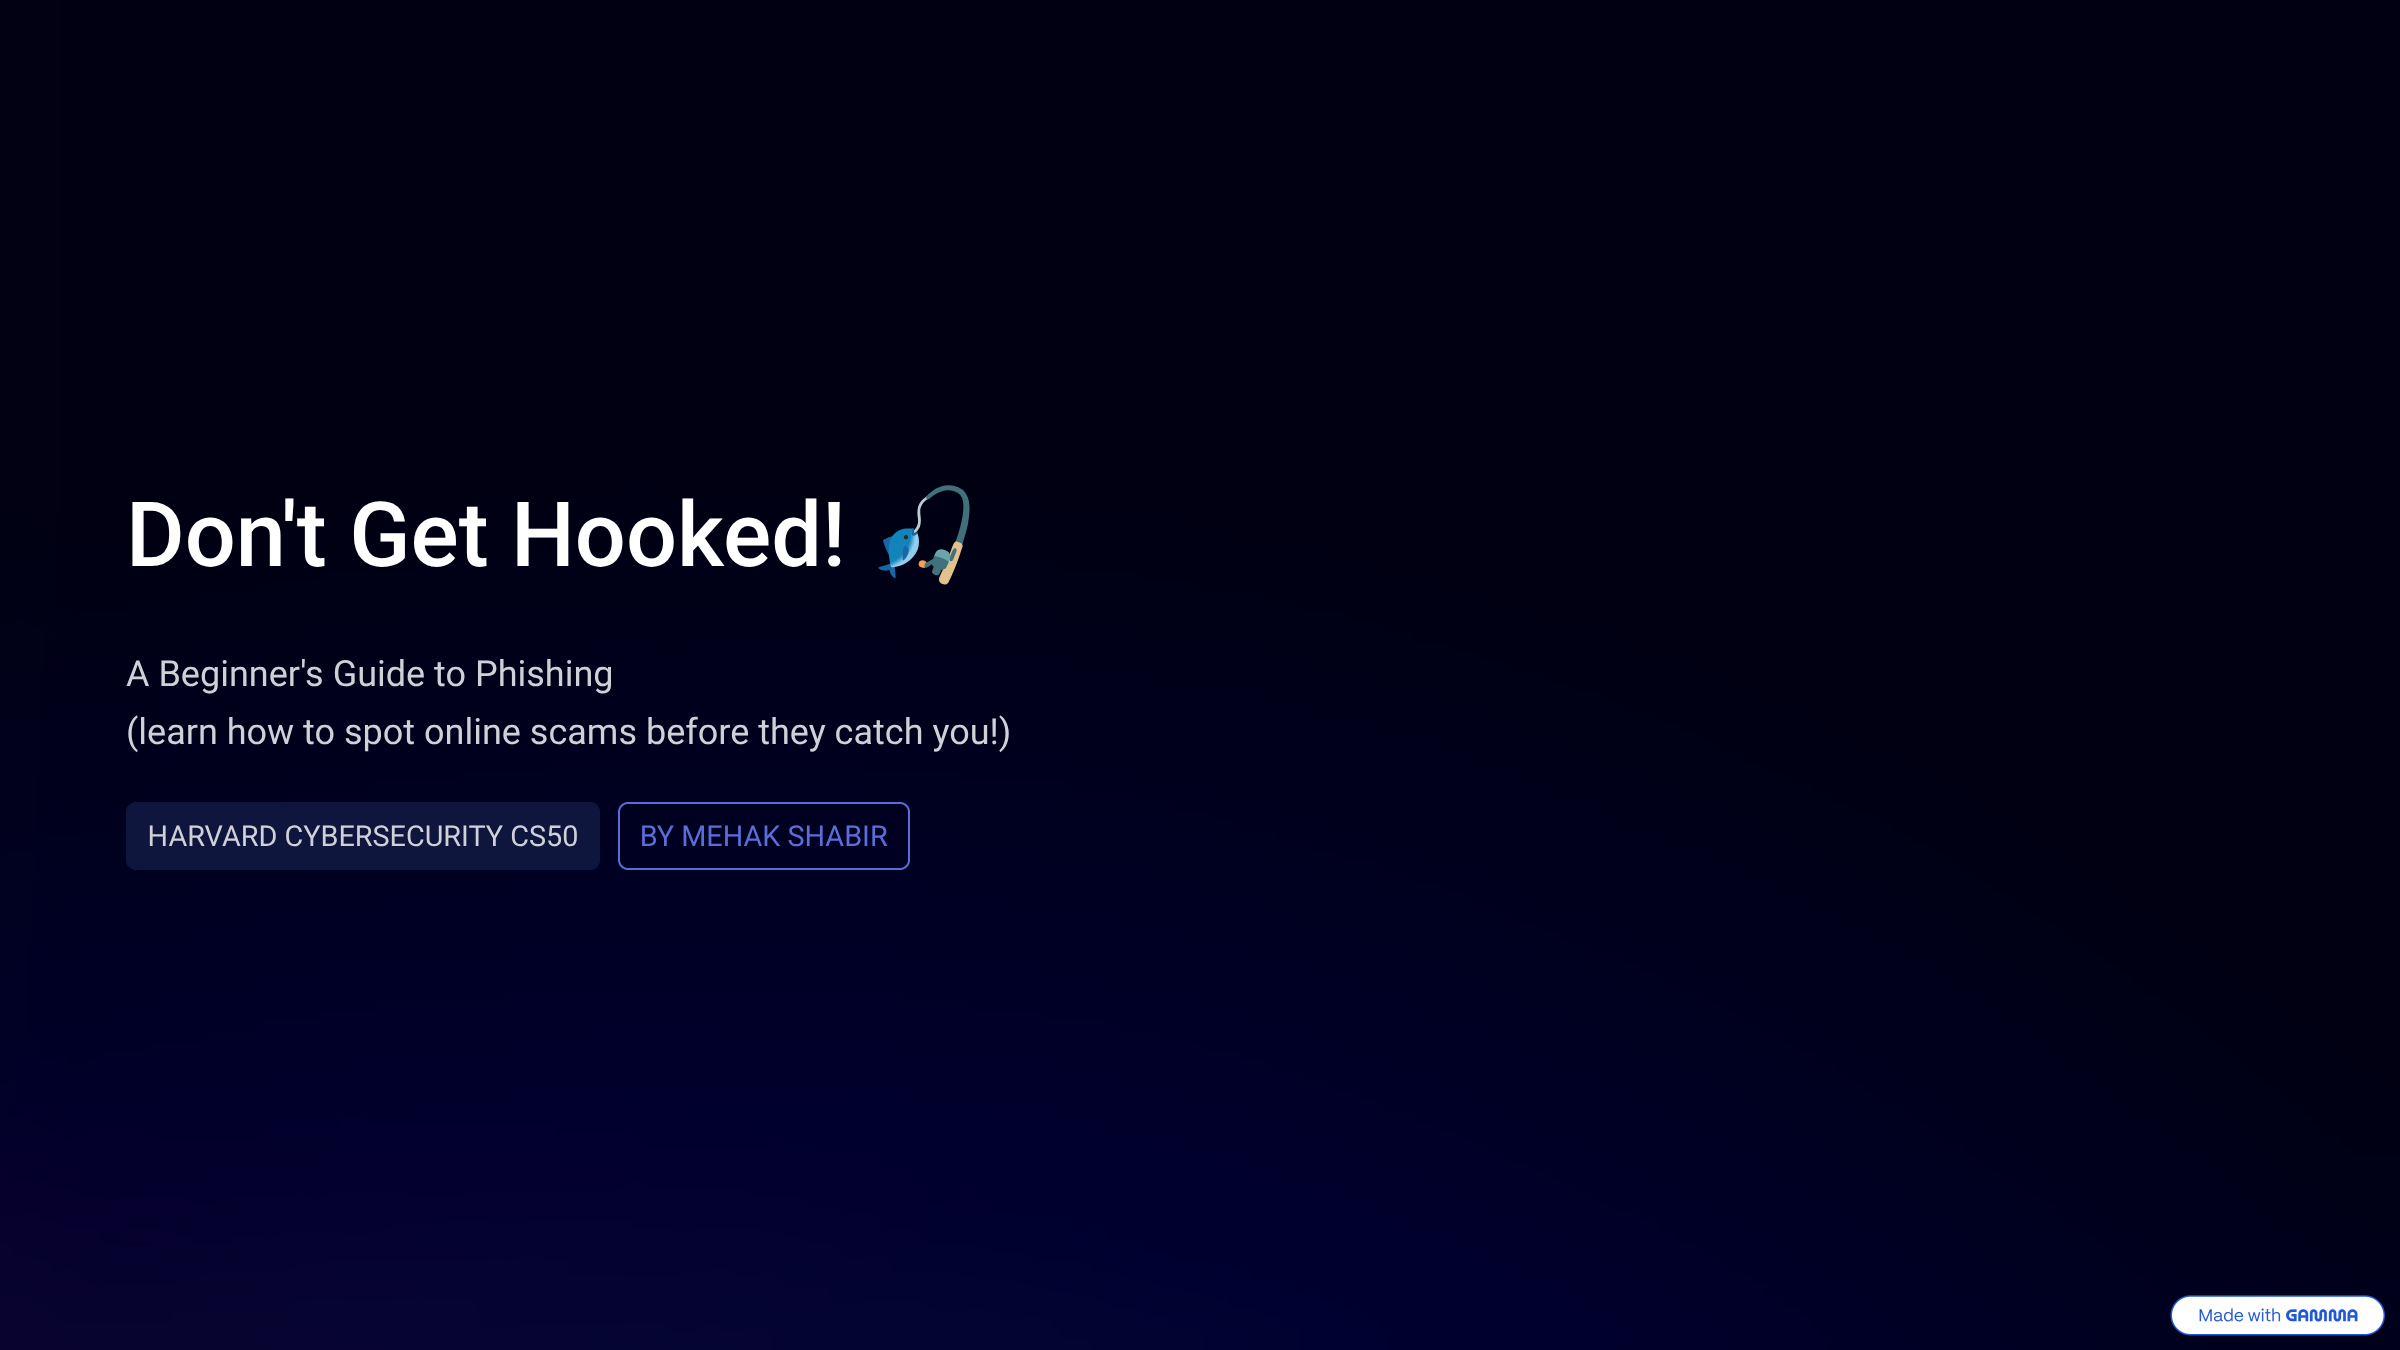 Don't Get Hooked! 🎣
A Beginner's Guide to Phishing
(learn how to spot online scams before they catch you!)
HARVARD CYBERSECURITY CS50
BY MEHAK SHABIR
Made with GAMMA